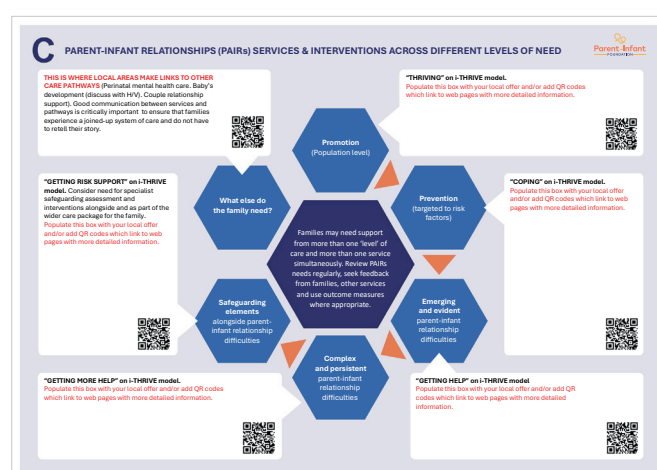 C PARENT-INFANT RELATIONSHIPS (PAIRs) SERVICES & INTERVENTIONS ACROSS DIFFERENT LEVELS OF NEED
Parent-Infant
FOUNDATION
THIS IS WHERE LOCAL AREAS MAKE LINKS TO OTHER
CARE PATHWAYS (Perinatal mental health care. Baby's
development (discuss with H/V). Couple relationship
support). Good communication between services and
pathways is critically important to ensure that families
experience a joined-up system of care and do not have
to retell their story.
"THRIVING" on i-THRIVE model.
Populate this box with your local offer and/or add QR codes
which link to web pages with more detailed information.
Promotion
(Population level)
"GETTING RISK SUPPORT" on i-THRIVE
model. Consider need for specialist
safeguarding assessment and
interventions alongside and as part of the
wider care package for the family.
Populate this box with your local offer
and/or add QR codes which link to web
pages with more detailed information.
What else do
the family need?
Prevention
(targeted to risk
factors)
"COPING" on i-THRIVE model.
Populate this box with your local offer
and/or add QR codes which link to web
pages with more detailed information.
Families may need support
from more than one 'level' of
care and more than one service
simultaneously. Review PAIRs
needs regularly, seek feedback
from families, other services
and use outcome measures
where appropriate.
Safeguarding
elements
alongside parent-
infant relationship
difficulties
Emerging
and evident
parent-infant
relationship
difficulties
Complex
and persistent
parent-infant
relationship
difficulties
"GETTING MORE HELP" on i-THRIVE model.
Populate this box with your local offer and/or add QR codes
which link to web pages with more detailed information.
"GETTING HELP" on i-THRIVE model
Populate this box with your local offer and/or add QR
codes which link to web pages with more detailed
information.